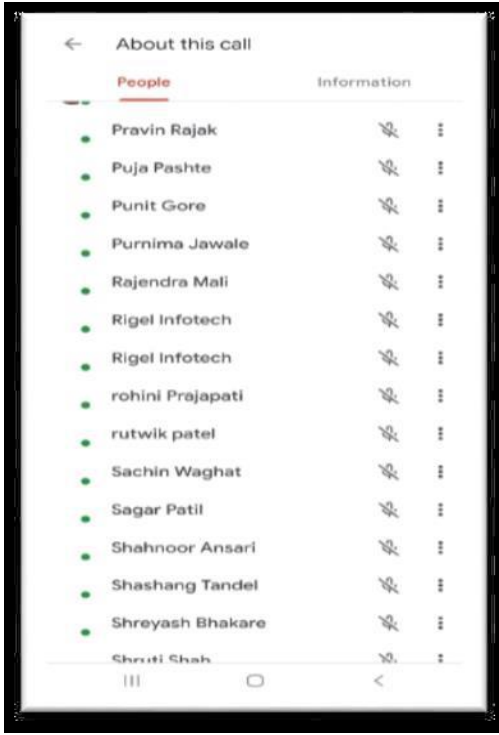 About this call
People Information
Pravin Rajak
Puja Pashte
Punit Gore
Purnima Jawale
Rajendra Mali
Rigel Infotech
Rigel Infotech
rohini Prajapati
rutwik patel
Sachin Waghat
Sagar Patil
Shahnoor Ansari
Shashang Tandel
Shreyash Bhakare
Shruti Shah